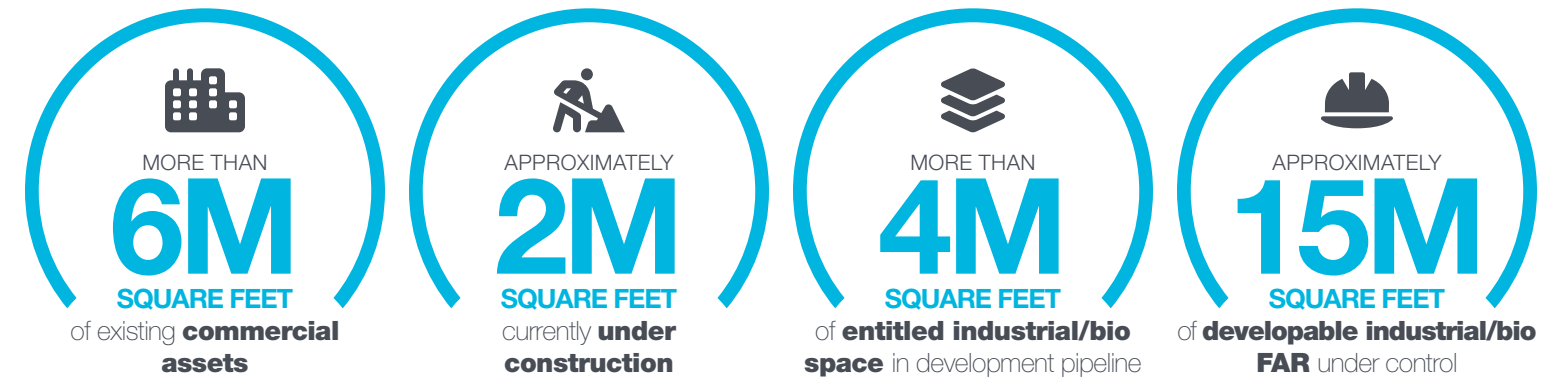 MORE THAN
6M
SQUARE FEET
of existing commercial
assets
APPROXIMATELY
2M
SQUARE FEET
currently under
construction
MORE THAN
4M
SQUARE FEET
of entitled industrial/bio
space in development pipeline
APPROXIMATELY
15M
SQUARE FEET
of developable industrial/bio
FAR under control